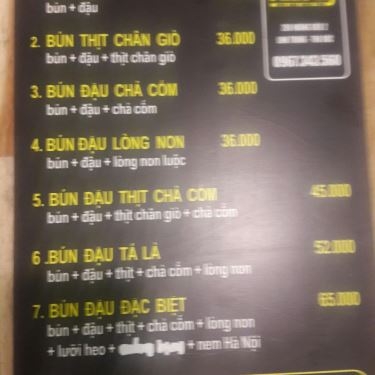 bún + đậu
2. BÚN THỊT CHÂN GIÒ 36.000
bún + đậu + thịt chân giò
3. BÚN ĐẬU CHẢ CỐM 36.000
bún + đậu + chả cốm
4. BÚN ĐẬU LÒNG NON 36.000
bún + đậu + lòng non luộc
5. BÚN ĐẬU THỊT CHẢ CỐM 45.000
bún + đậu + thịt chân giò + chả cốm
6 .BÚN ĐẬU TÁ LẢ 52.000
bún + đậu + thịt + chả cốm + lòng non
7. BÚN ĐẬU ĐẶC BIỆT 65.000
bún + đậu + thịt + chả cốm + lòng non
+ lưỡi heo + + nem Hà Nội